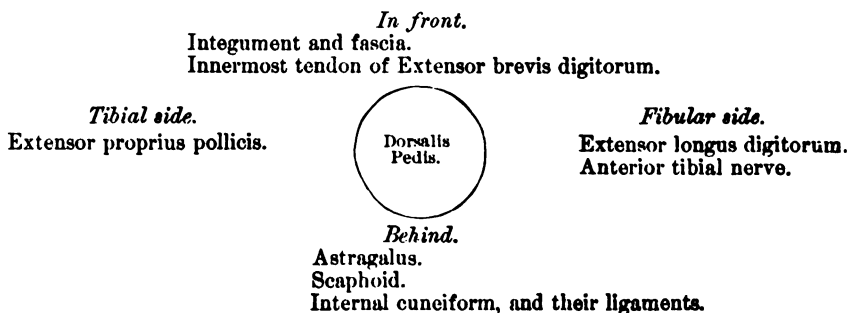 In front.
Integument and fascia.
Innermost tendon of Extensor brevis digitorum.
Tibial side.
Extensor proprius pollicis.
Dorsalis
Pedis.
Fibular side.
Extensor longus digitorum.
Anterior tibial nerve.
Behind.
Astragalus.
Scaphoid.
Internal cuneiform, and their ligaments.